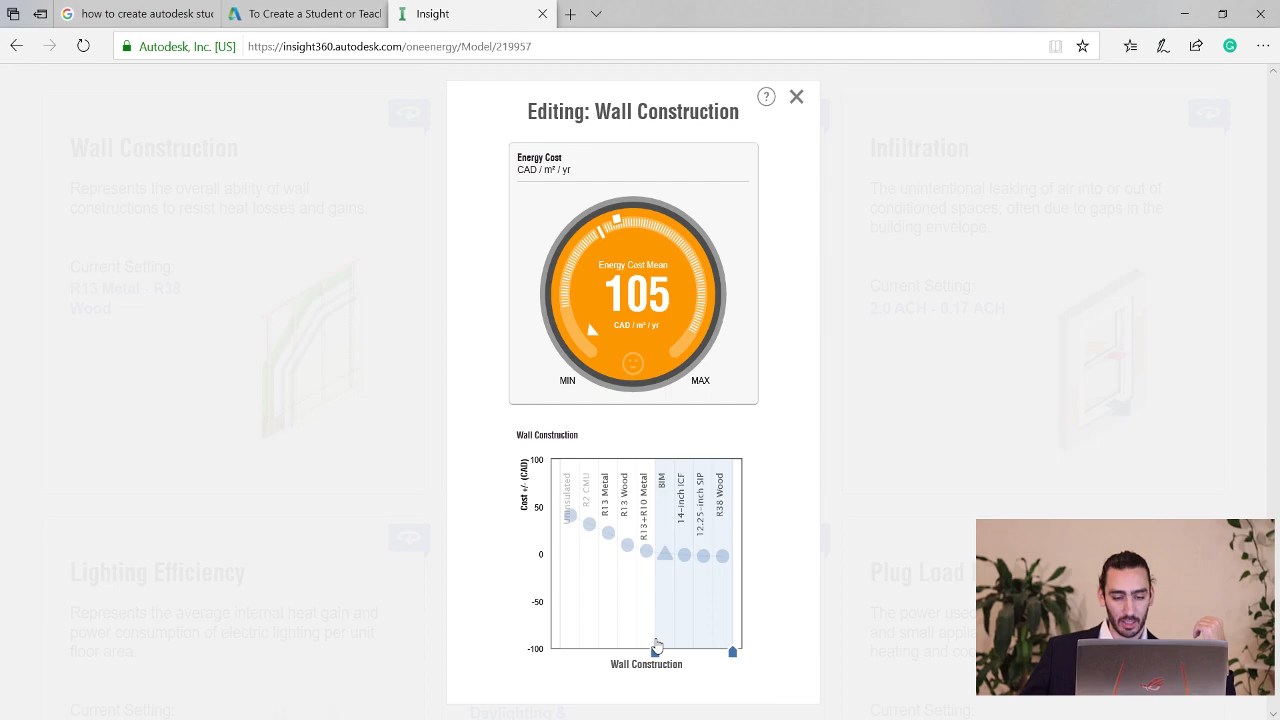 how to create autodesk stud
To Create a Student or Teac
Insight
Autodesk, Inc. [US]
https://insight360.autodesk.com/oneenergy/Model/219957
Editing: Wall Construction
?
Energy Cost
CAD / m² / yr
Energy Cost Mean
105
CAD / m² / yr
MIN
MAX
Wall Construction
Cost +/- (CAD)
100
50
0
-50
-100
Uninsulated
R2 CMU
R13 Metal
R13 Wood
R13+R10 Metal
BIM
14-inch ICF
12.25-inch SIP
R38 Wood
Wall Construction
Wall Construction
Represents the overall ability of wall
constructions to resist heat losses and gains.
Current Setting:
R13 Metal - R38
Wood
Infiltration
The unintentional leaking of air into or out of
conditioned spaces; often due to gaps in the
building envelope.
Current Setting:
2.0 ACH - 0.17 ACH
Lighting Efficiency
Represents the average internal heat gain and
power consumption of electric lighting per unit
floor area.
Current Setting:
Daylighting &
Plug Load
The power use
and small applia
heating and coo
Current Setting: